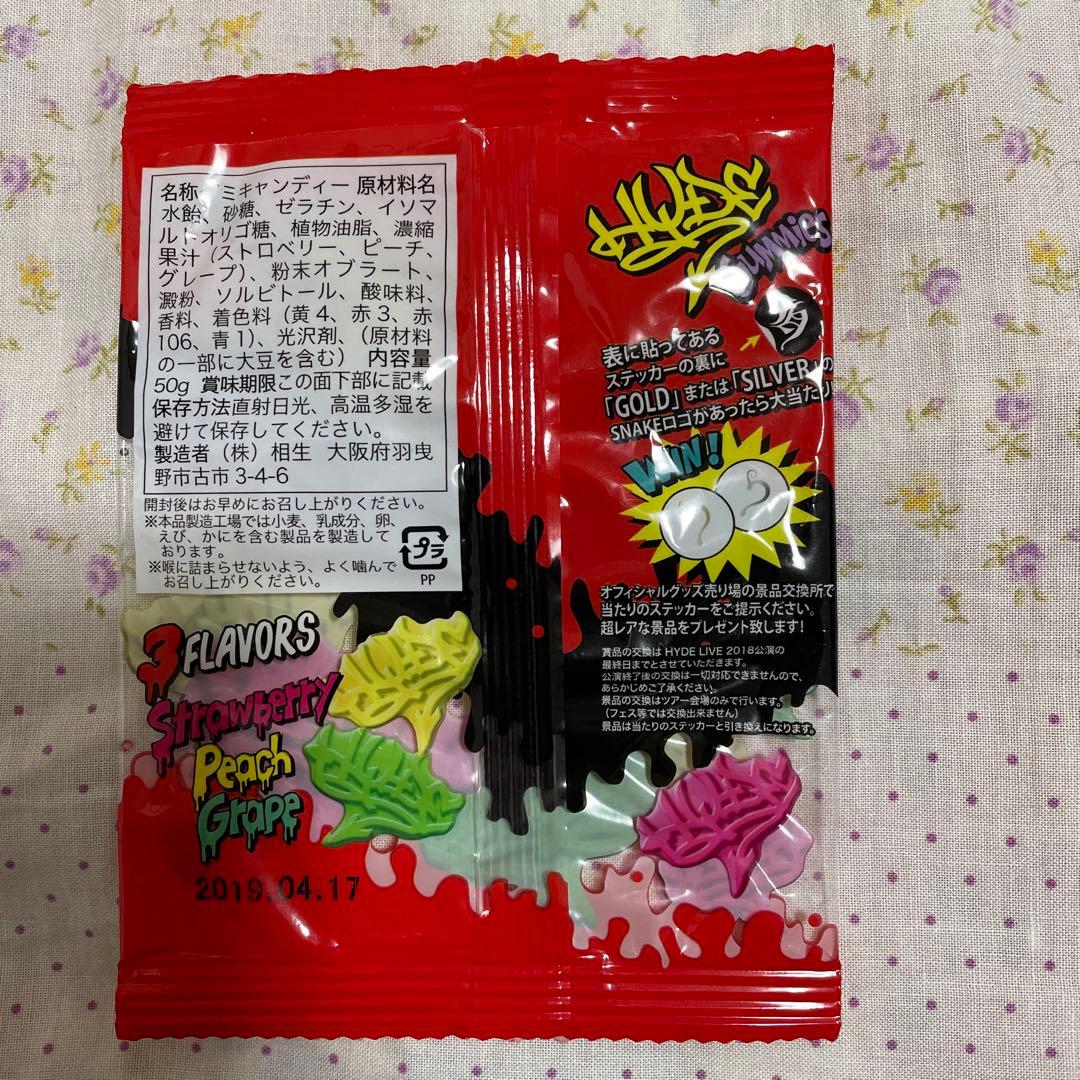 名称 グミキャンディー 原材料名
水飴、砂糖、ゼラチン、イソマ
ルトオリゴ糖、植物油脂、濃縮
果汁（ストロベリー、ピーチ、
グレープ）、粉末オブラート、
澱粉、ソルビトール、酸味料、
香料、着色料（黄4、赤3、赤
106、青1）、光沢剤、（原材料
の一部に大豆を含む） 内容量
50g 賞味期限この面下部に記載
保存方法直射日光、高温多湿を
避けて保存してください。
製造者（株）相生 大阪府羽曳
野市古市 3-4-6
開封後はお早めにお召し上がりください。
※本品製造工場では小麦、乳成分、卵、
えび、かにを含む製品を製造して
おります。
※喉に詰まらせないよう、よく噛んで
お召し上がりください。
プラ
PP
3 FLAVORS
Strawberry
Peach
Grape
2019.04.17
HYDE
Gummies
表に貼ってある
ステッカーの裏に
「GOLD」または「SILVER」の
SNAKEロゴがあったら大当たり
WIN!
オフィシャルグッズ売り場の景品交換所で
当たりのステッカーをご提示ください。
超レアな景品をプレゼント致します!
賞品の交換は HYDE LIVE 2018公演の
最終日までとさせていただきます。
公演終了後の交換は一切対応できませんので、
あらかじめご了承ください。
景品の交換はツアー会場のみで行います。
（フェス等では交換出来ません）
景品は当たりのステッカーと引き換えになります。